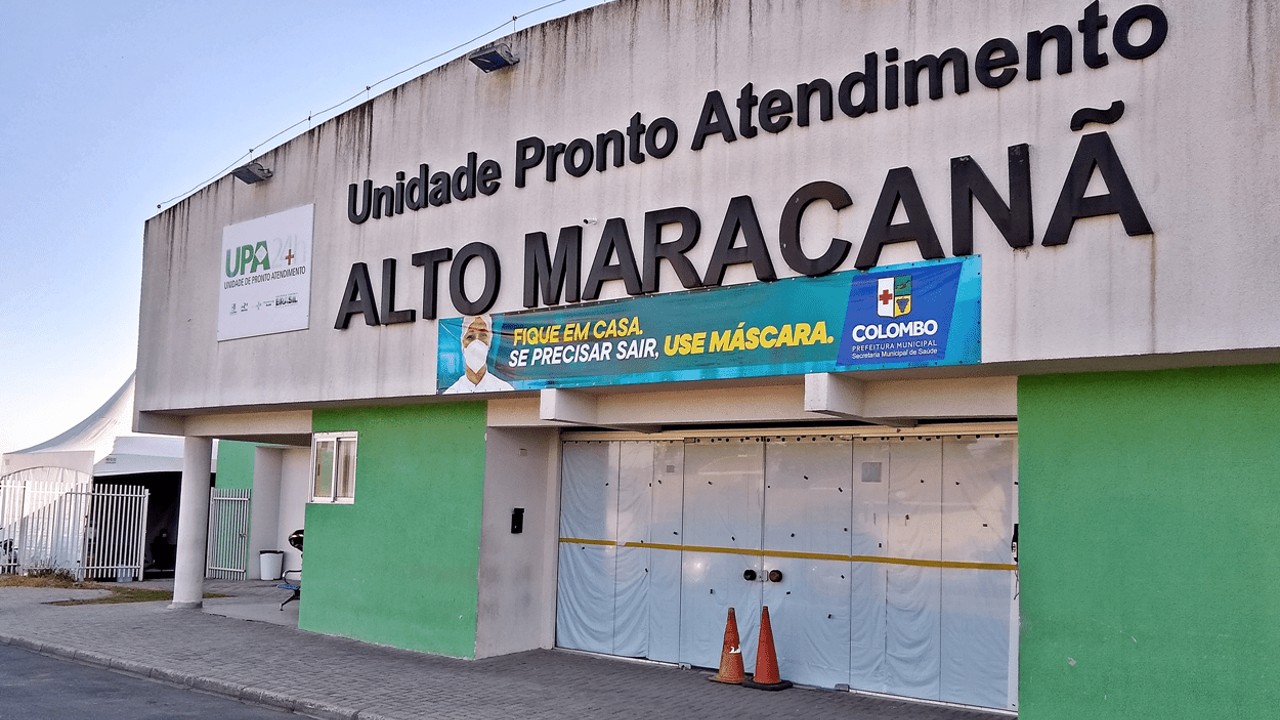 Unidade Pronto Atendimento
ALTO MARACANÃ
UPA 24h
UNIDADE DE PRONTO ATENDIMENTO
BRASIL
FIQUE EM CASA.
SE PRECISAR SAIR, USE MÁSCARA.
COLOMBO
PREFEITURA MUNICIPAL
Secretaria Municipal de Saúde